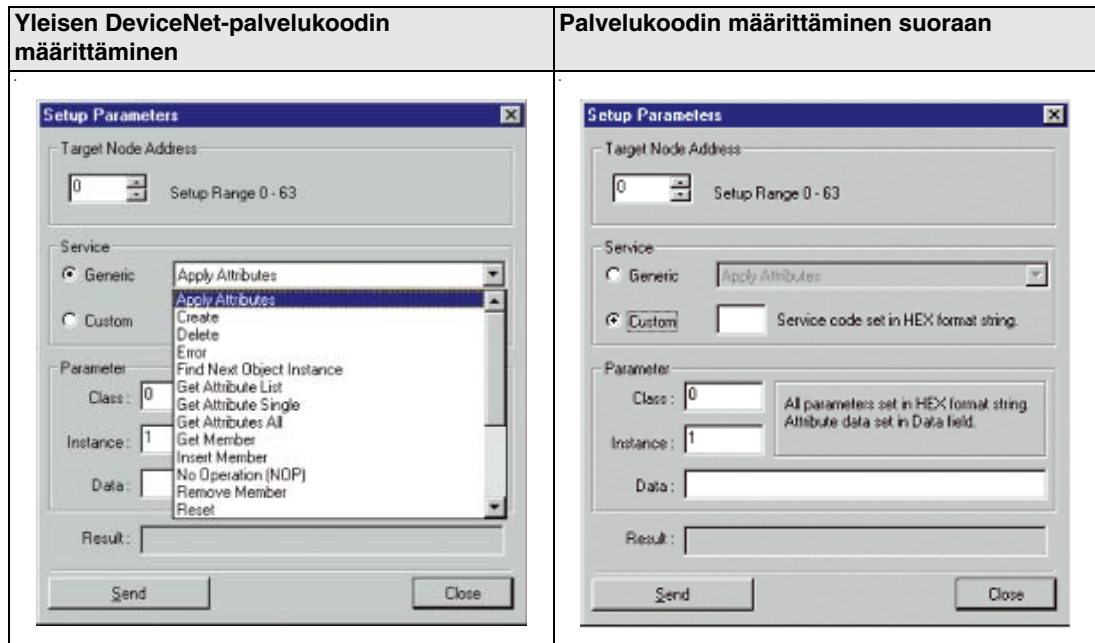 Yleisen DeviceNet-palvelukoodin
määrittäminen
Palvelukoodin määrittäminen suoraan
Setup Parameters
Target Node Address
0
Setup Range 0 - 63
Service
Generic
Apply Attributes
Custom
Apply Attributes
Create
Delete
Error
Find Next Object Instance
Get Attribute List
Get Attribute Single
Get Attributes All
Get Member
Insert Member
No Operation (NOP)
Remove Member
Reset
Parameter
Class : 0
Instance : 1
Data :
Result :
Send
Close
Setup Parameters
Target Node Address
0
Setup Range 0 - 63
Service
Generic
Apply Attributes
Custom
Service code set in HEX format string.
Parameter
Class : 0
All parameters set in HEX format string
Attribute data set in Data field.
Instance : 1
Data :
Result :
Send
Close